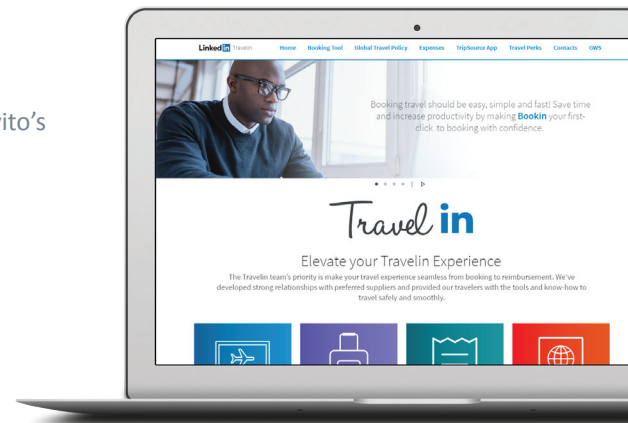 ito's
Linked in Travelin
Home Booking Tool Global Travel Policy Expenses TripSource App Travel Perks Contacts GWS
Booking travel should be easy, simple and fast! Save time
and increase productivity by making Bookin your first-
click to booking with confidence.
Travel in
Elevate your Travelin Experience
The Travelin team's priority is make your travel experience seamless from booking to reimbursement. We've
developed strong relationships with preferred suppliers and provided our travelers with the tools and know-how to
travel safely and smoothly.